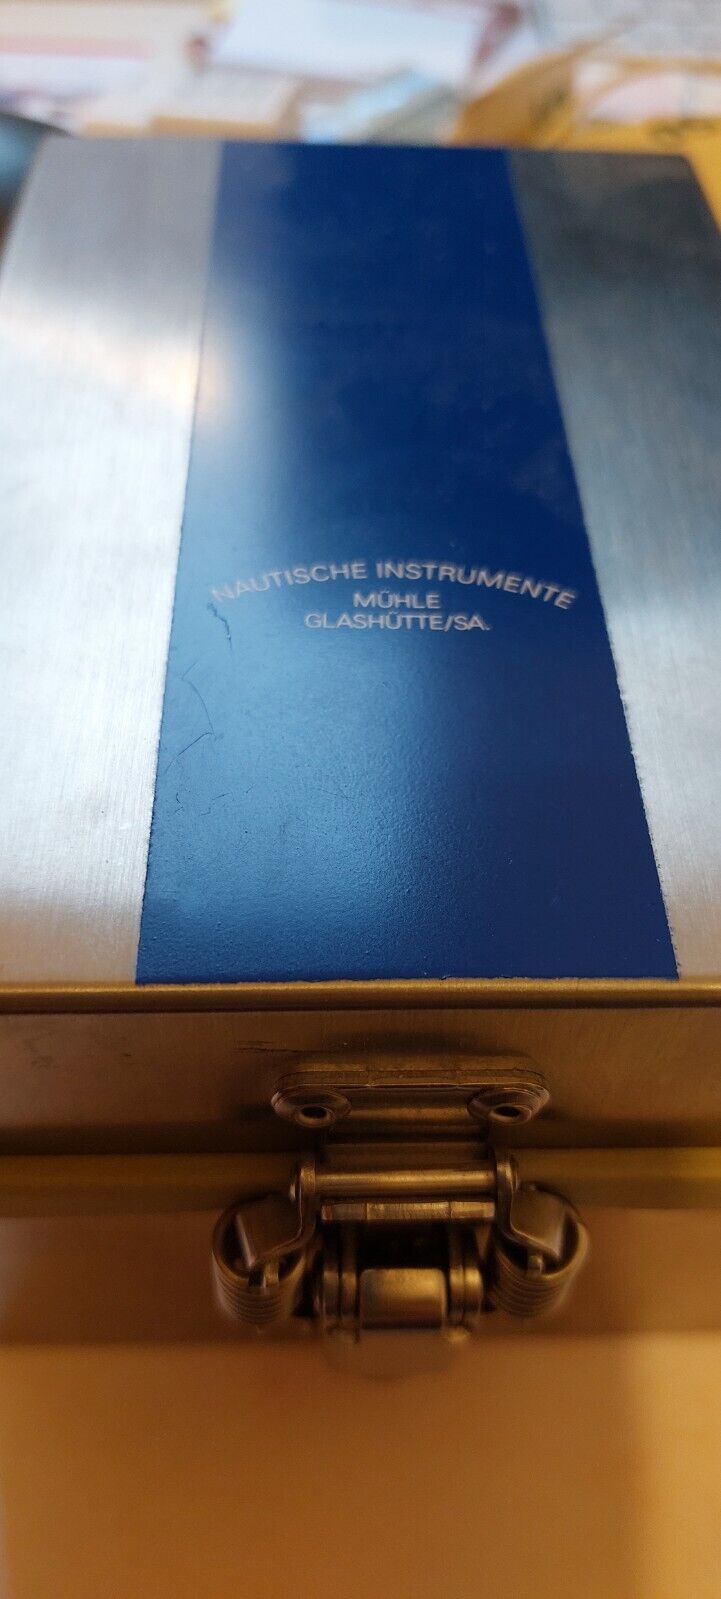 NAUTISCHE INSTRUMENTE
MÜHLE
GLASHÜTTE/SA.